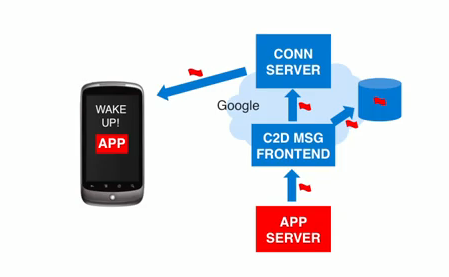 CONN
SERVER
WAKE
UP!
APP
Google
C2D MSG
FRONTEND
APP
SERVER